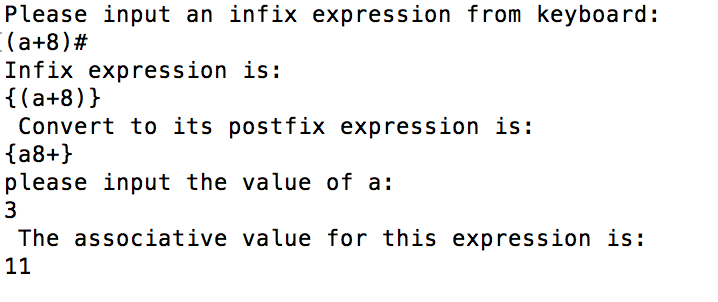 Please input an infix expression from keyboard:
(a+8)#
Infix expression is:
{(a+8)}
Convert to its postfix expression is:
{a8+}
please input the value of a:
3
The associative value for this expression is:
11